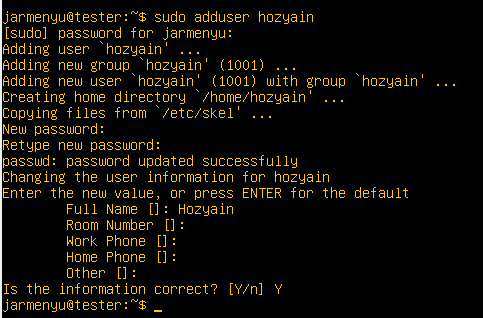 jarmenyu@tester:~$ sudo adduser hozyain
[sudo] password for jarmenyu:
Adding user `hozyain' ...
Adding new group `hozyain' (1001) ...
Adding new user `hozyain' (1001) with group `hozyain' ...
Creating home directory `/home/hozyain' ...
Copying files from `/etc/skel' ...
New password:
Retype new password:
passwd: password updated successfully
Changing the user information for hozyain
Enter the new value, or press ENTER for the default
        Full Name []: Hozyain
        Room Number []:
        Work Phone []:
        Home Phone []:
        Other []:
Is the information correct? [Y/n] Y
jarmenyu@tester:~$ _